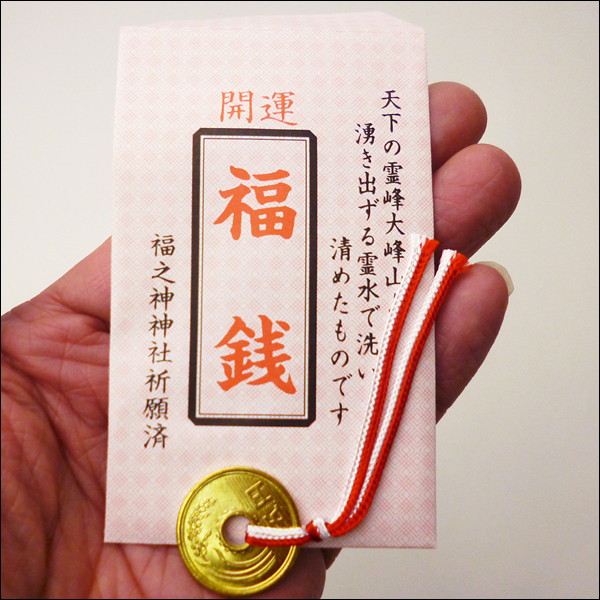 開運
天下の霊峰大峰山
湧き出ずる霊水で洗い
清めたものです
福銭
福之神神社祈願済